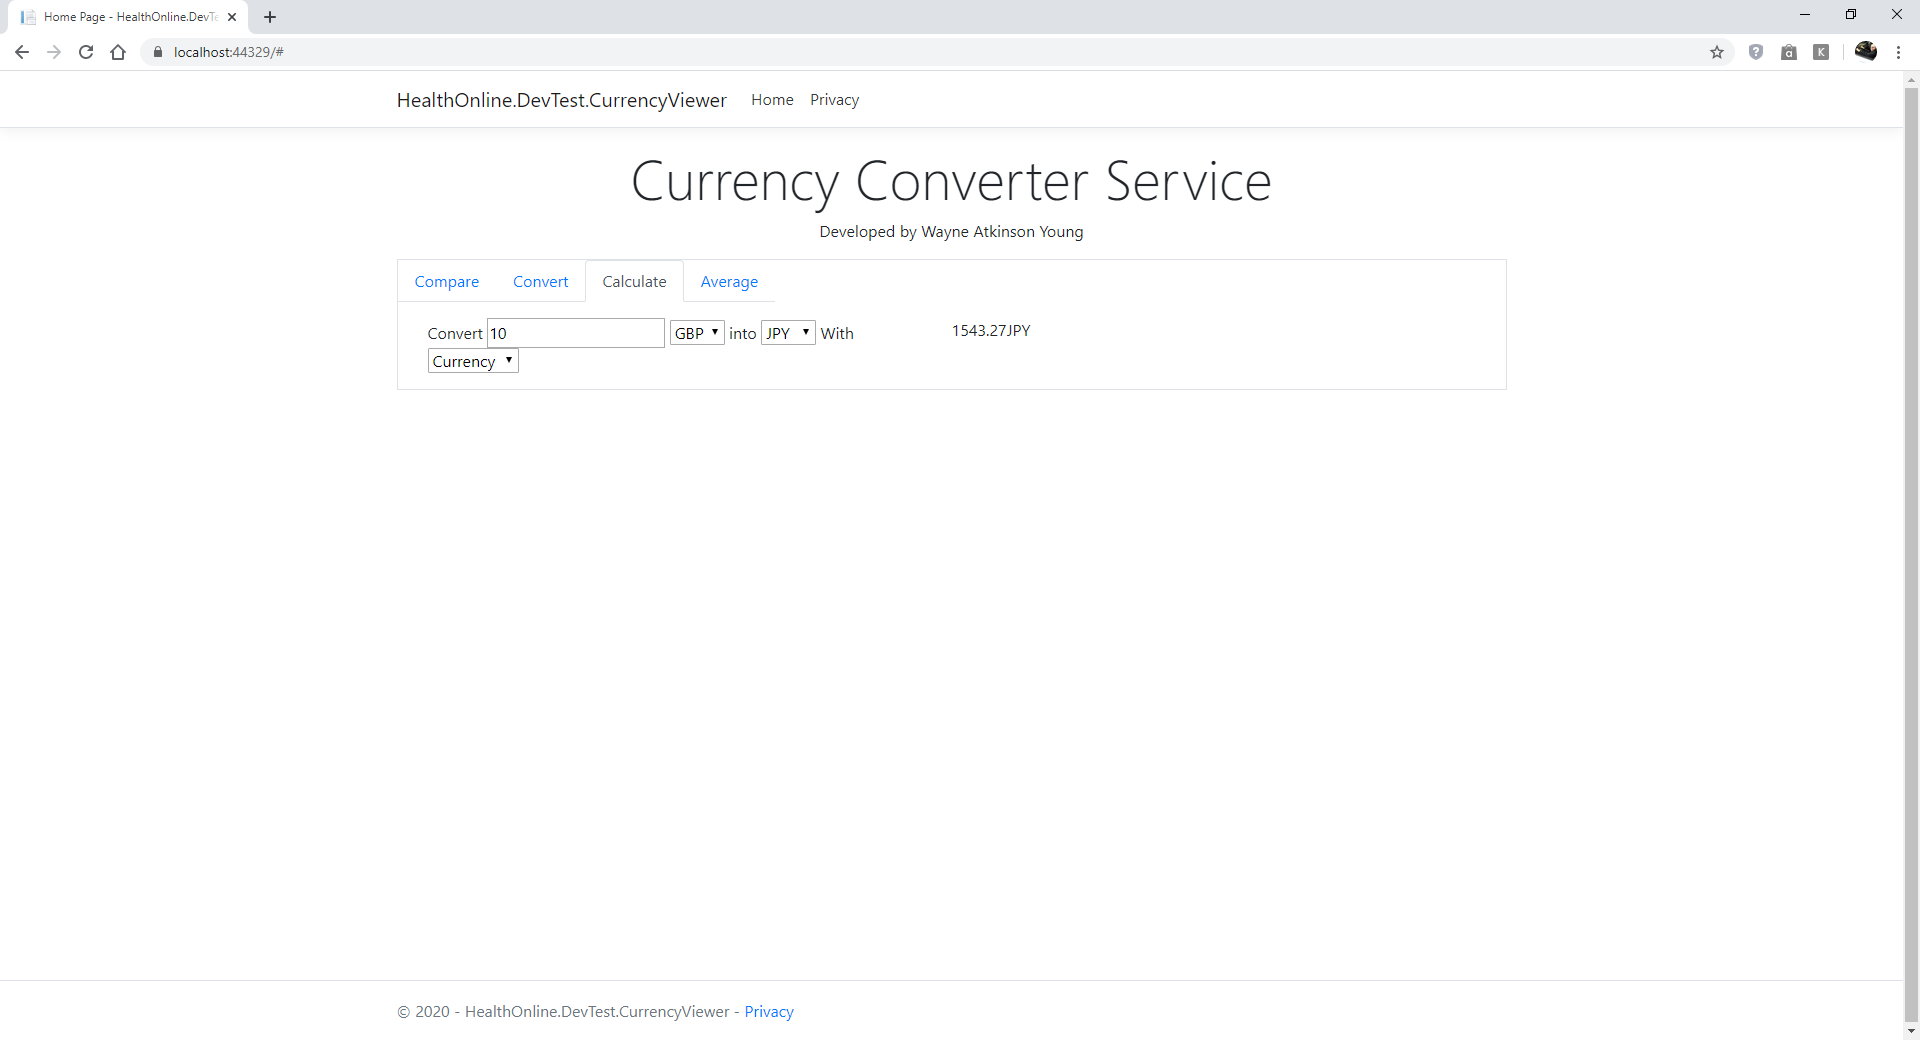 Home Page - HealthOnline.DevTe
localhost:44329/#
HealthOnline.DevTest.CurrencyViewer Home Privacy
Currency Converter Service
Developed by Wayne Atkinson Young
Compare Convert Calculate Average
Convert 10 GBP into JPY With 1543.27JPY
Currency
© 2020 - HealthOnline.DevTest.CurrencyViewer - Privacy